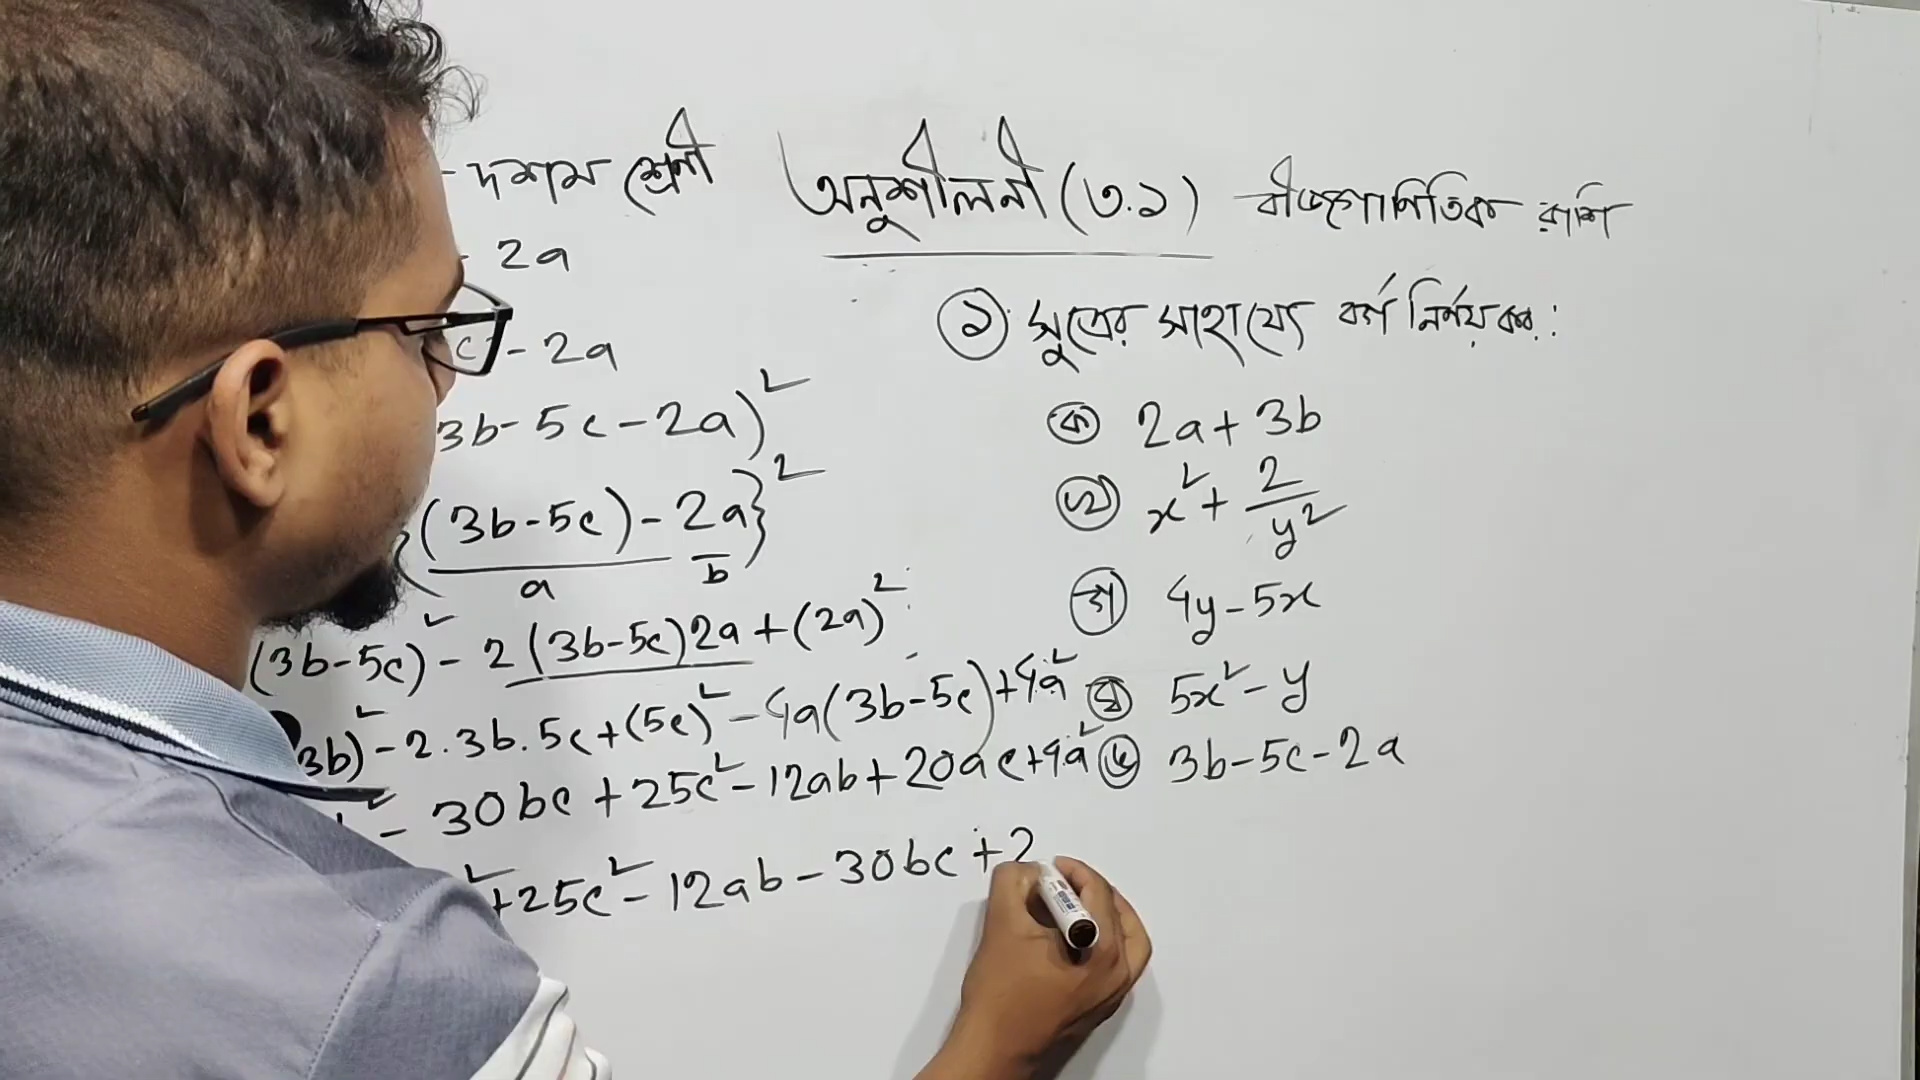 - দশম শ্রেণী অনুশীলনী (৩.১) বীজগাণিতিক রাশি
- 2a
c - 2a
3b - 5c - 2a)²
{(3b - 5c) - 2a}²
a b
(3b - 5c)² - 2(3b - 5c)2a + (2a)²
3b)² - 2.3b.5c + (5c)² - 4a(3b - 5c) + 4a²
² - 30bc + 25c² - 12ab + 20ac + 4a²
² + 25c² - 12ab - 30bc + 2
১ সুত্রের সাহায্যে বর্গ নির্ণয় কর:
ক 2a + 3b
খ x² + 2/y²
গ 4y - 5x
ঘ 5x² - y
ঙ 3b - 5c - 2a